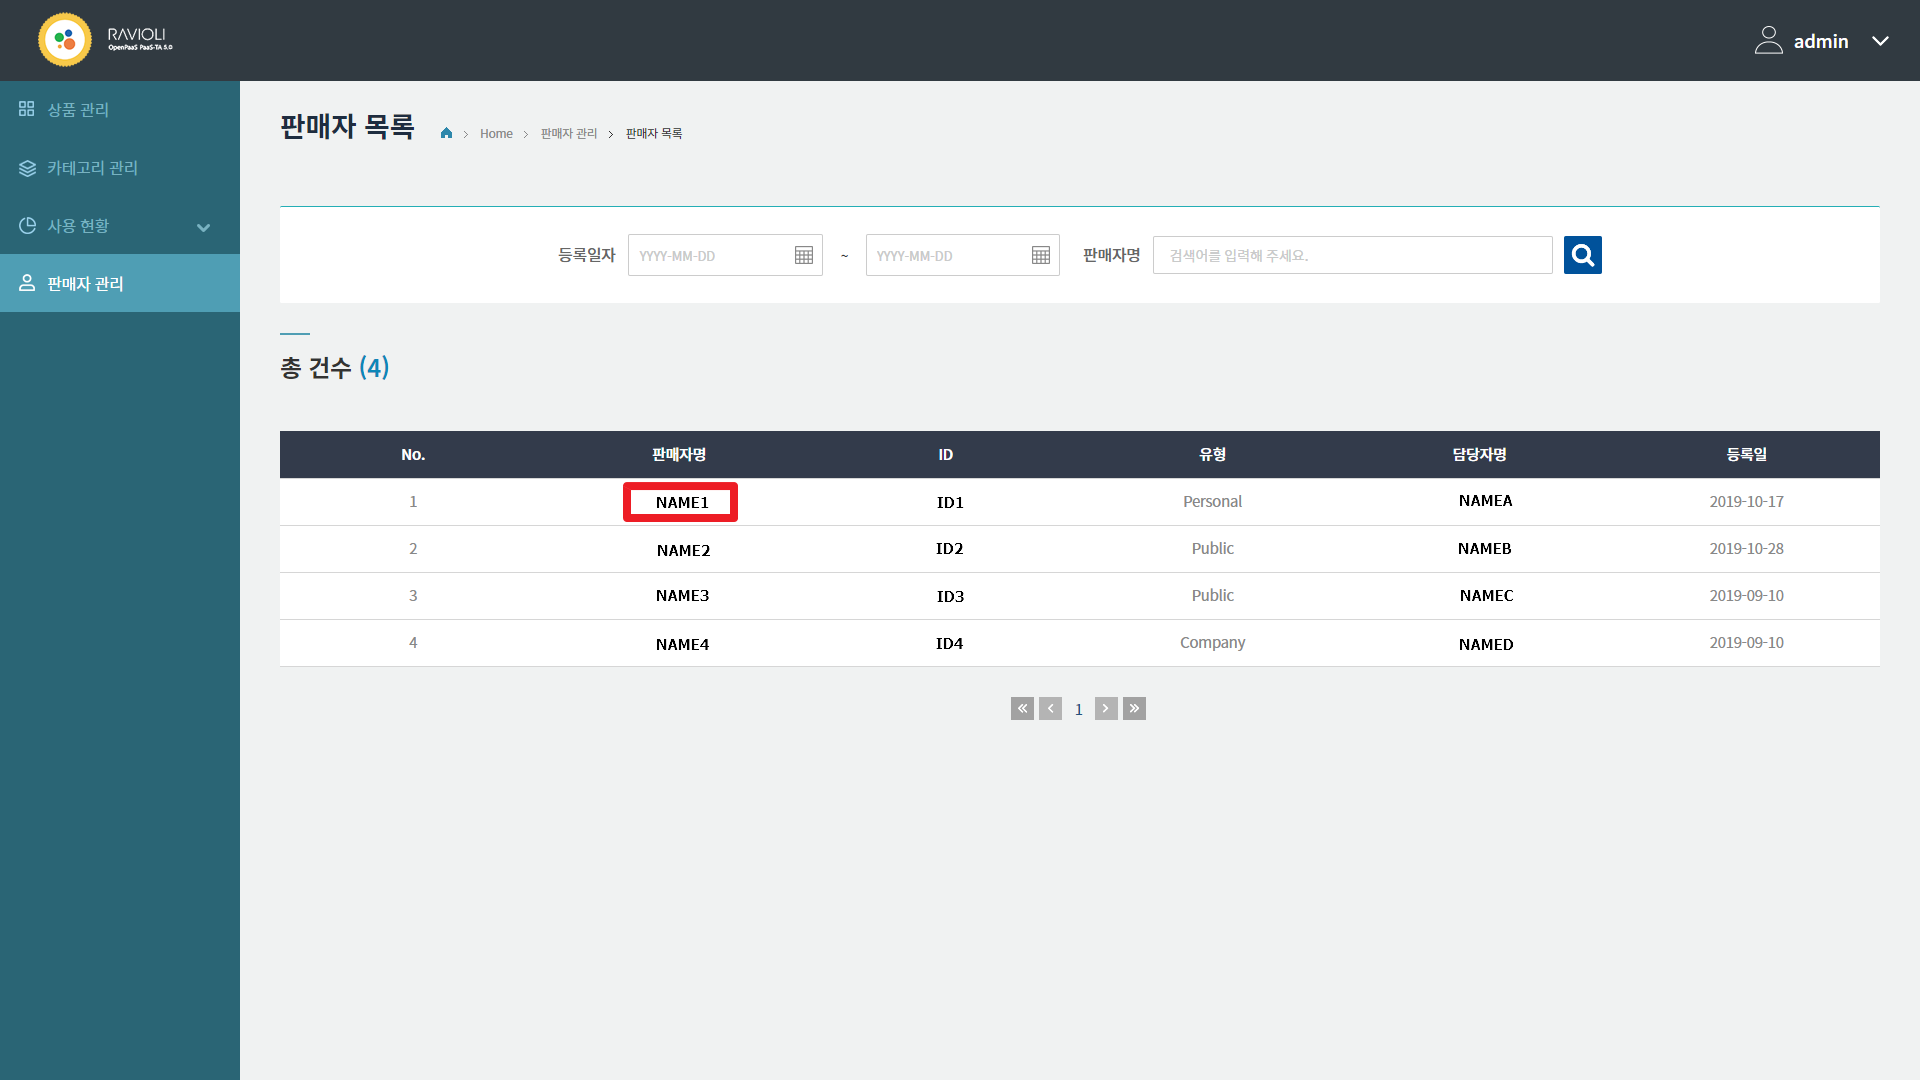 RAVIOLI
OpenPaaS PaaS-TA 5.0
admin
상품 관리
카테고리 관리
사용 현황
판매자 관리
판매자 목록
Home
판매자 관리
판매자 목록
등록일자 YYYY-MM-DD ~ YYYY-MM-DD 판매자명 검색어를 입력해 주세요.
총 건수 (4)
No. 판매자명 ID 유형 담당자명 등록일
1 NAME1 ID1 Personal NAMEA 2019-10-17
2 NAME2 ID2 Public NAMEB 2019-10-28
3 NAME3 ID3 Public NAMEC 2019-09-10
4 NAME4 ID4 Company NAMED 2019-09-10
1